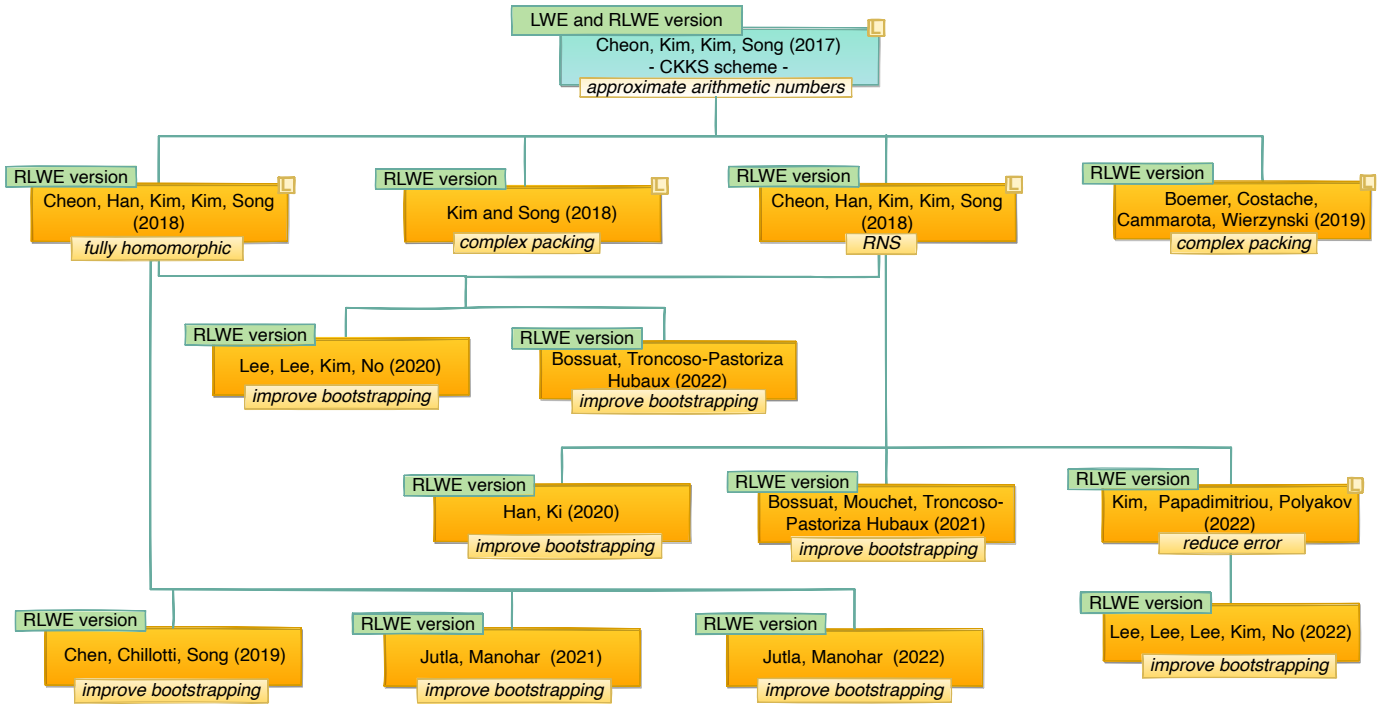 LWE and RLWE version
L
Cheon, Kim, Kim, Song (2017)
- CKKS scheme -
approximate arithmetic numbers
RLWE version
L
Cheon, Han, Kim, Kim, Song
(2018)
fully homomorphic
RLWE version
L
Kim and Song (2018)
complex packing
RLWE version
L
Cheon, Han, Kim, Kim, Song
(2018)
RNS
RLWE version
L
Boemer, Costache,
Cammarota, Wierzynski (2019)
complex packing
RLWE version
Lee, Lee, Kim, No (2020)
improve bootstrapping
RLWE version
Bossuat, Troncoso-Pastoriza
Hubaux (2022)
improve bootstrapping
RLWE version
Han, Ki (2020)
improve bootstrapping
RLWE version
Bossuat, Mouchet, Troncoso-
Pastoriza Hubaux (2021)
improve bootstrapping
RLWE version
L
Kim, Papadimitriou, Polyakov
(2022)
reduce error
RLWE version
Chen, Chillotti, Song (2019)
improve bootstrapping
RLWE version
Jutla, Manohar (2021)
improve bootstrapping
RLWE version
Jutla, Manohar (2022)
improve bootstrapping
RLWE version
Lee, Lee, Lee, Kim, No (2022)
improve bootstrapping